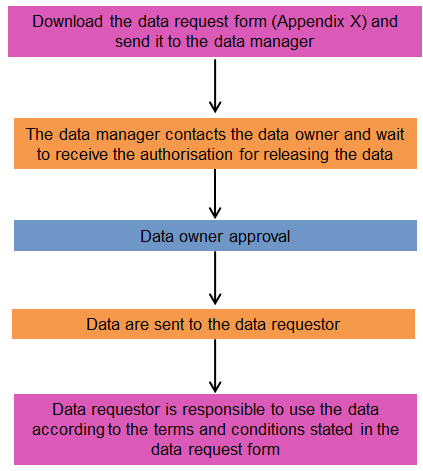 Download the data request form (Appendix X) and
send it to the data manager
The data manager contacts the data owner and wait
to receive the authorisation for releasing the data
Data owner approval
Data are sent to the data requestor
Data requestor is responsible to use the data
according to the terms and conditions stated in the
data request form